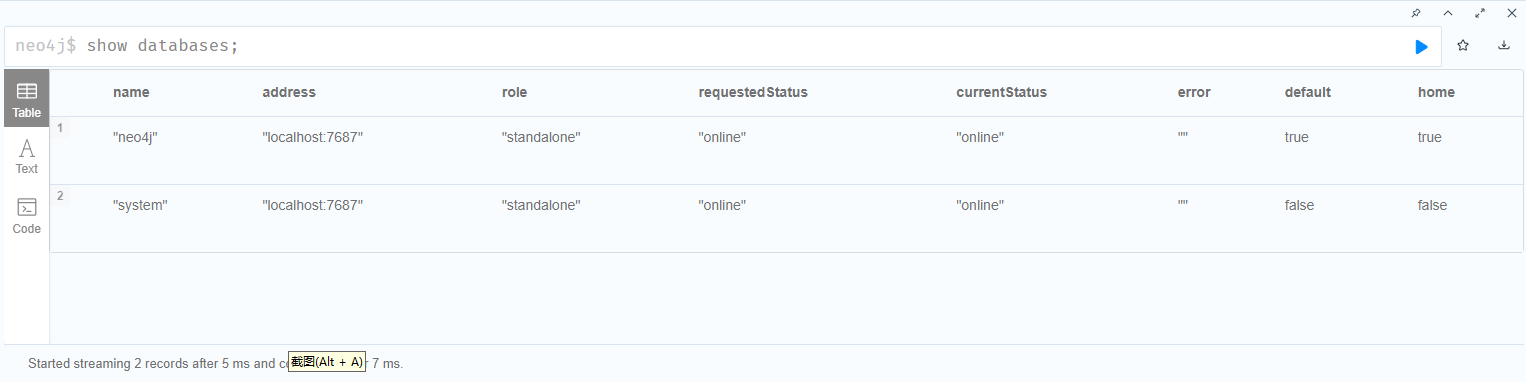 neo4j$ show databases;
Table
Text
Code
name address role requestedStatus currentStatus error default home
1 "neo4j" "localhost:7687" "standalone" "online" "online" "" true true
2 "system" "localhost:7687" "standalone" "online" "online" "" false false
Started streaming 2 records after 5 ms and 7 ms.
截图(Alt + A)